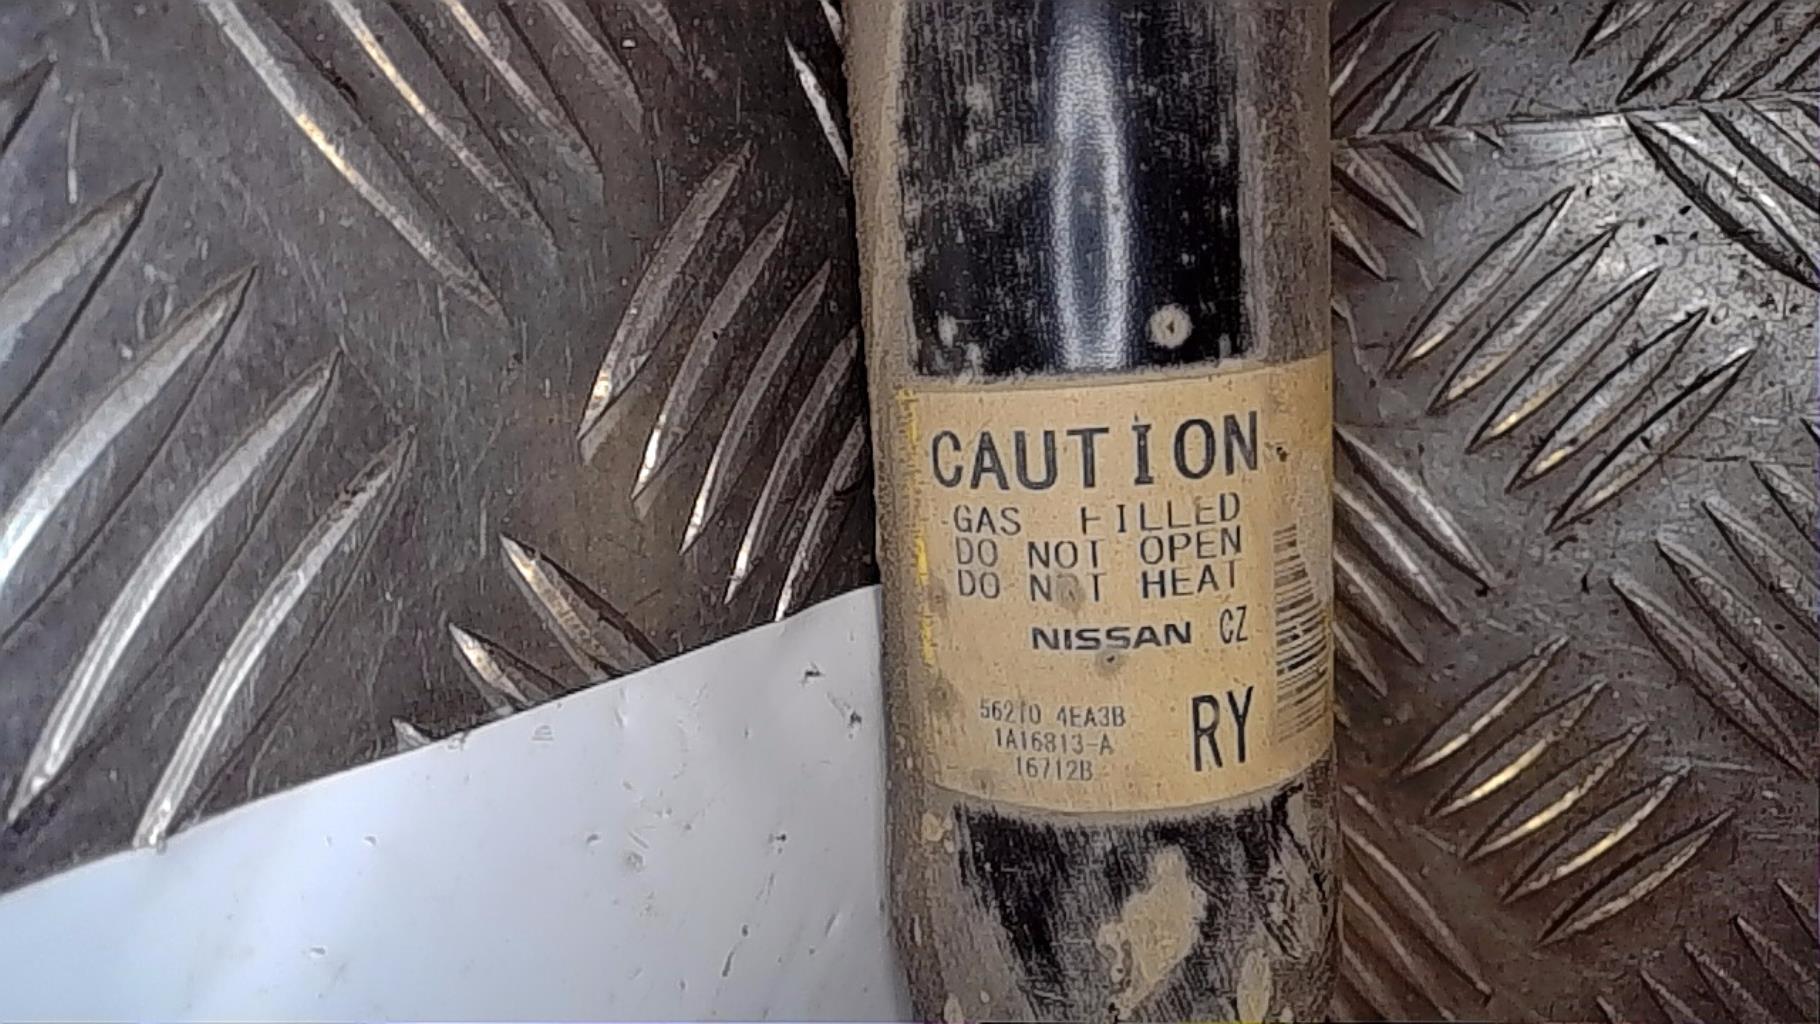 CAUTION
GAS FILLED
DO NOT OPEN
DO NOT HEAT
NISSAN CZ
56210 4EA3B
1A16813-A
16712B
RY